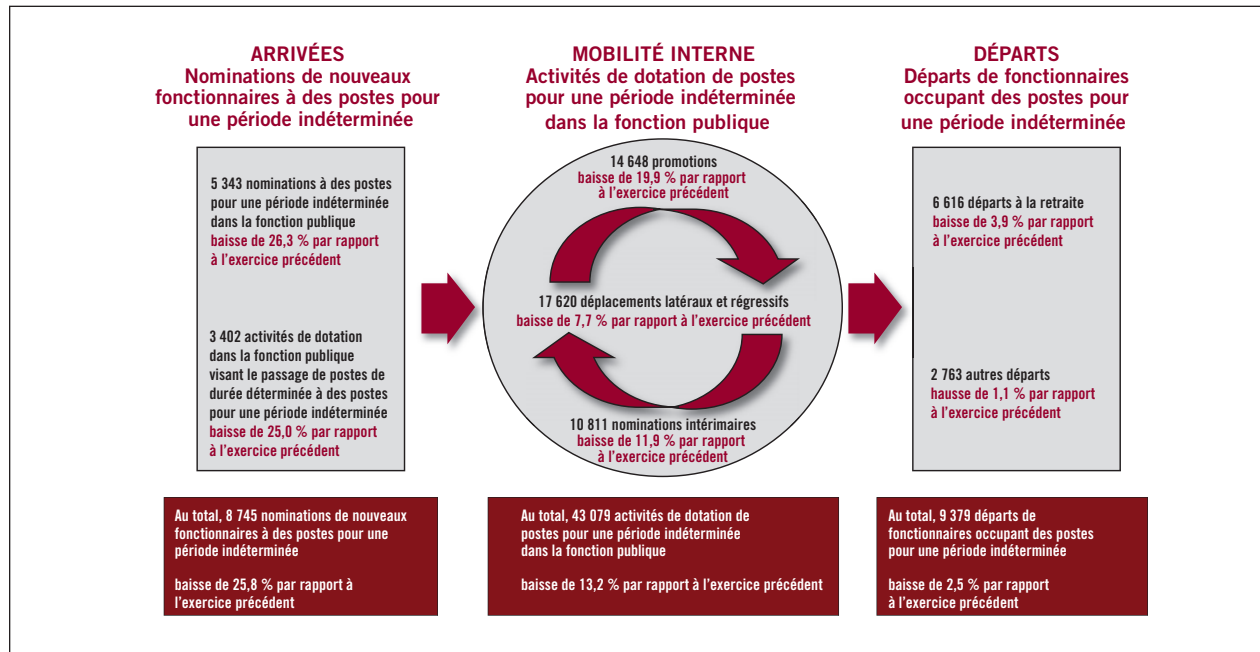 ARRIVÉES
Nominations de nouveaux
fonctionnaires à des postes pour
une période indéterminée
5 343 nominations à des postes
pour une période indéterminée
dans la fonction publique
baisse de 26,3 % par rapport
à l'exercice précédent
3 402 activités de dotation
dans la fonction publique
visant le passage de postes de
durée déterminée à des postes
pour une période indéterminée
baisse de 25,0 % par rapport
à l'exercice précédent
Au total, 8 745 nominations de nouveaux
fonctionnaires à des postes pour une
période indéterminée
baisse de 25,8 % par rapport à
l'exercice précédent
MOBILITÉ INTERNE
Activités de dotation de postes
pour une période indéterminée
dans la fonction publique
14 648 promotions
baisse de 19,9 % par rapport
à l'exercice précédent
17 620 déplacements latéraux et régressifs
baisse de 7,7 % par rapport à l'exercice précédent
10 811 nominations intérimaires
baisse de 11,9 % par rapport
à l'exercice précédent
Au total, 43 079 activités de dotation de
postes pour une période indéterminée
dans la fonction publique
baisse de 13,2 % par rapport à l'exercice précédent
DÉPARTS
Départs de fonctionnaires
occupant des postes pour
une période indéterminée
6 616 départs à la retraite
baisse de 3,9 % par rapport
à l'exercice précédent
2 763 autres départs
hausse de 1,1 % par rapport
à l'exercice précédent
Au total, 9 379 départs de
fonctionnaires occupant des postes
pour une période indéterminée
baisse de 2,5 % par rapport
à l'exercice précédent